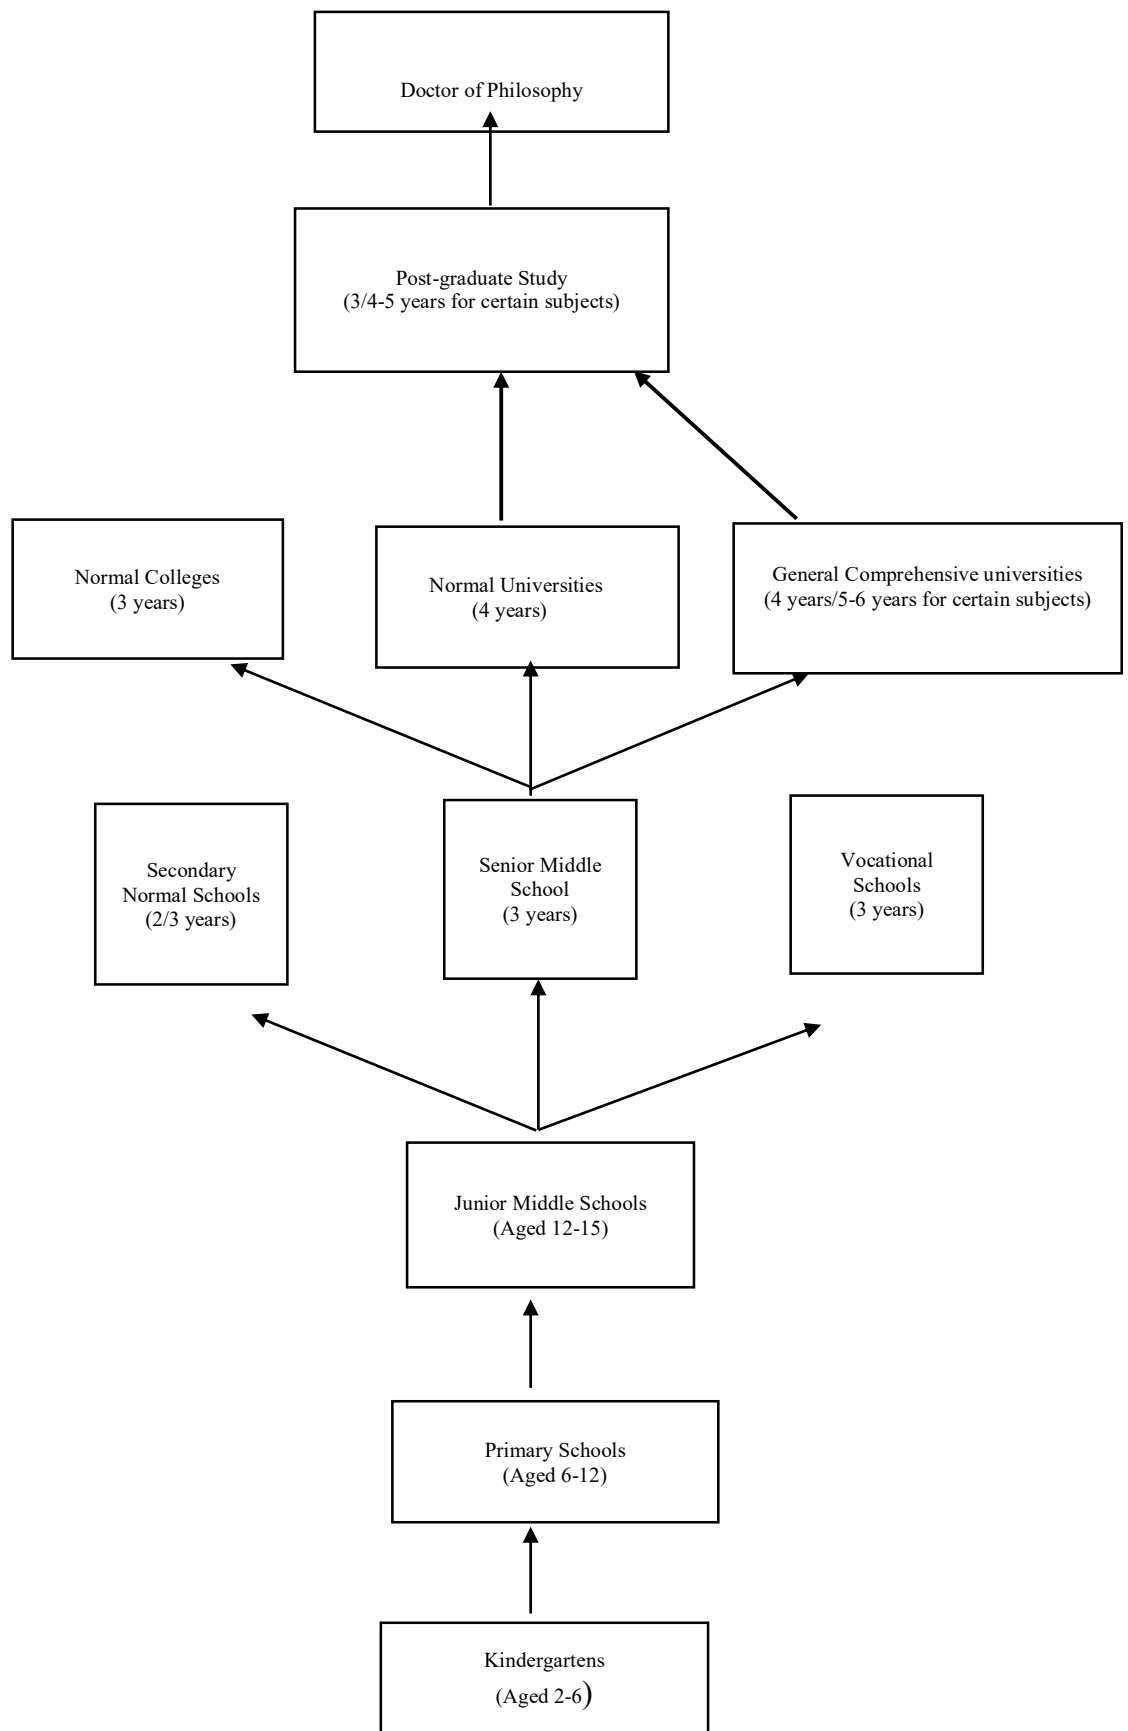 Doctor of Philosophy
Post-graduate Study
(3/4-5 years for certain subjects)
Normal Colleges
(3 years)
Normal Universities
(4 years)
General Comprehensive universities
(4 years/5-6 years for certain subjects)
Secondary
Normal Schools
(2/3 years)
Senior Middle
School
(3 years)
Vocational
Schools
(3 years)
Junior Middle Schools
(Aged 12-15)
Primary Schools
(Aged 6-12)
Kindergartens
(Aged 2-6)